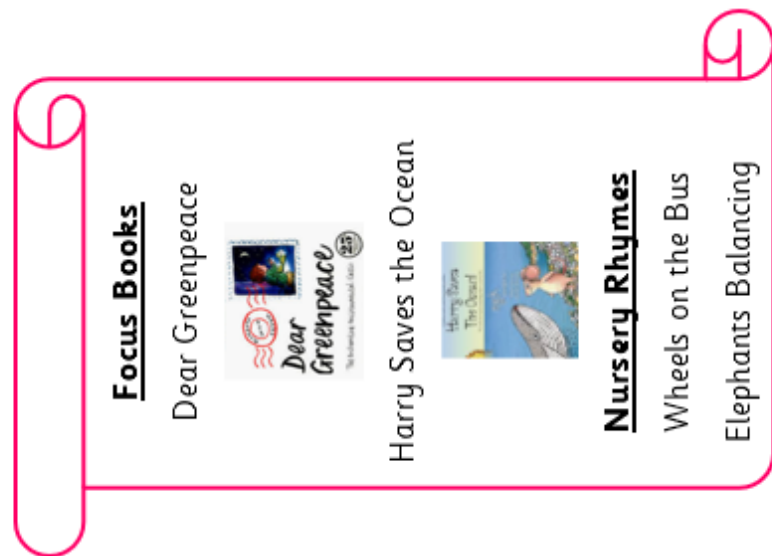 Focus Books
Dear Greenpeace
Dear
Greenpeace
25
Harry Saves the Ocean
Harry Saves
The Ocean!
Nursery Rhymes
Wheels on the Bus
Elephants Balancing